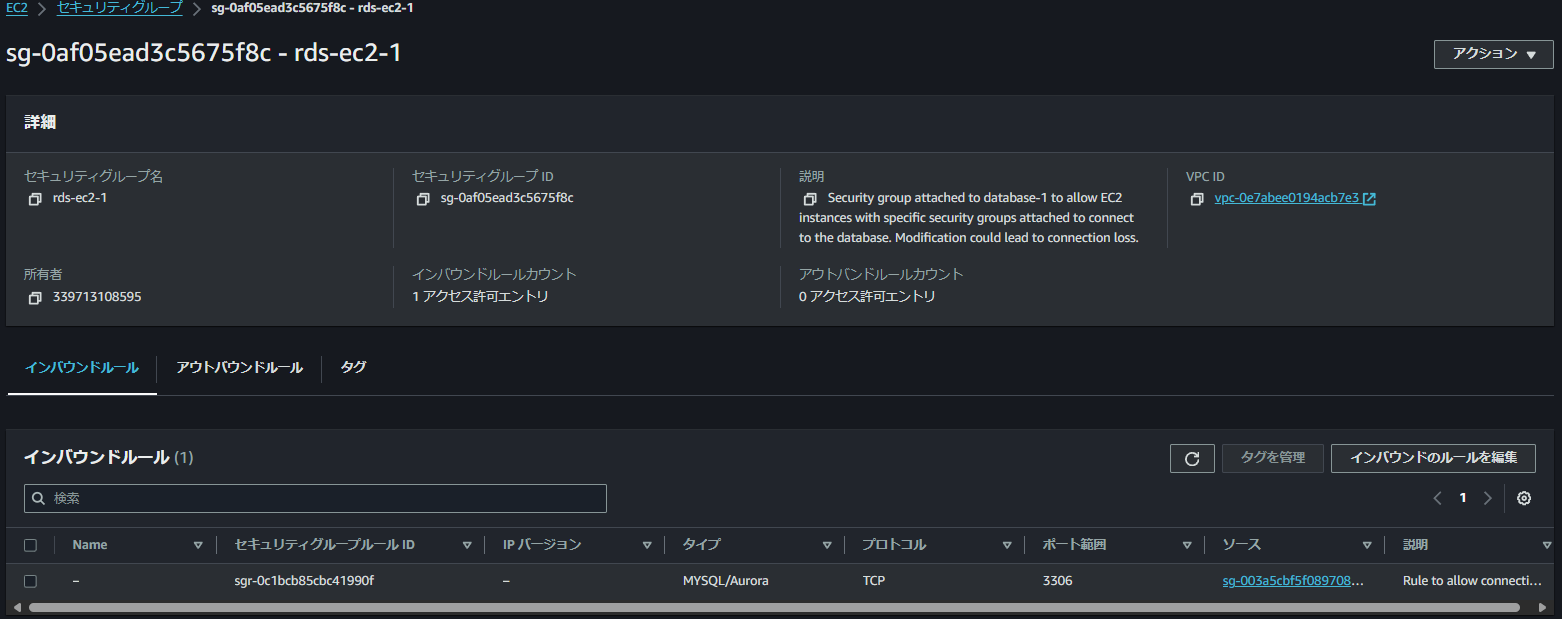 EC2 > セキュリティグループ > sg-0af05ead3c5675f8c - rds-ec2-1
sg-0af05ead3c5675f8c - rds-ec2-1
アクション
詳細
セキュリティグループ名
rds-ec2-1
セキュリティグループ ID
sg-0af05ead3c5675f8c
説明
Security group attached to database-1 to allow EC2
instances with specific security groups attached to connect
to the database. Modification could lead to connection loss.
VPC ID
vpc-0e7abee0194acb7e3
所有者
339713108595
インバウンドルールカウント
1 アクセス許可エントリ
アウトバンドルールカウント
0 アクセス許可エントリ
インバウンドルール アウトバウンドルール タグ
インバウンドルール (1)
タグを管理 インバウンドのルールを編集
検索
1
Name セキュリティグループルール ID IP バージョン タイプ プロトコル ポート範囲 ソース 説明
– sgr-0c1bcb85cbc41990f – MYSQL/Aurora TCP 3306 sg-003a5cbf5f089708... Rule to allow connecti...